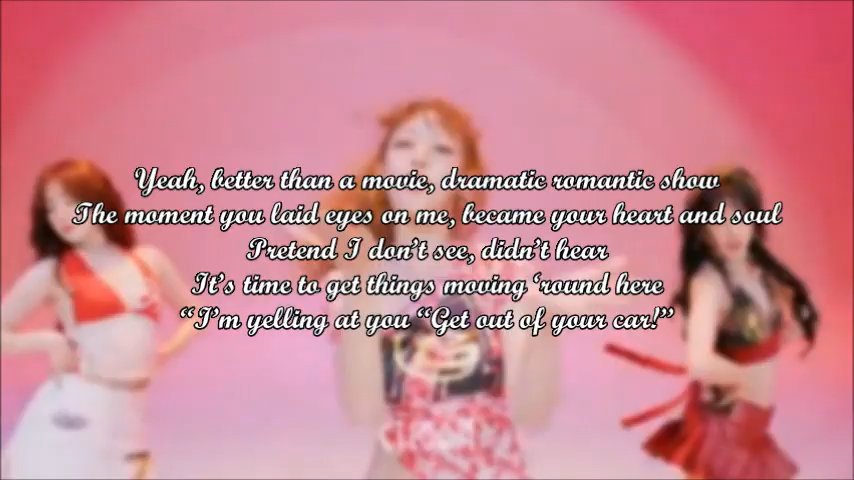 Yeah, better than a movie, dramatic romantic show
The moment you laid eyes on me, became your heart and soul
Pretend I don't see, didn't hear
It's time to get things moving ‘round here
“I'm yelling at you “Get out of your car!”